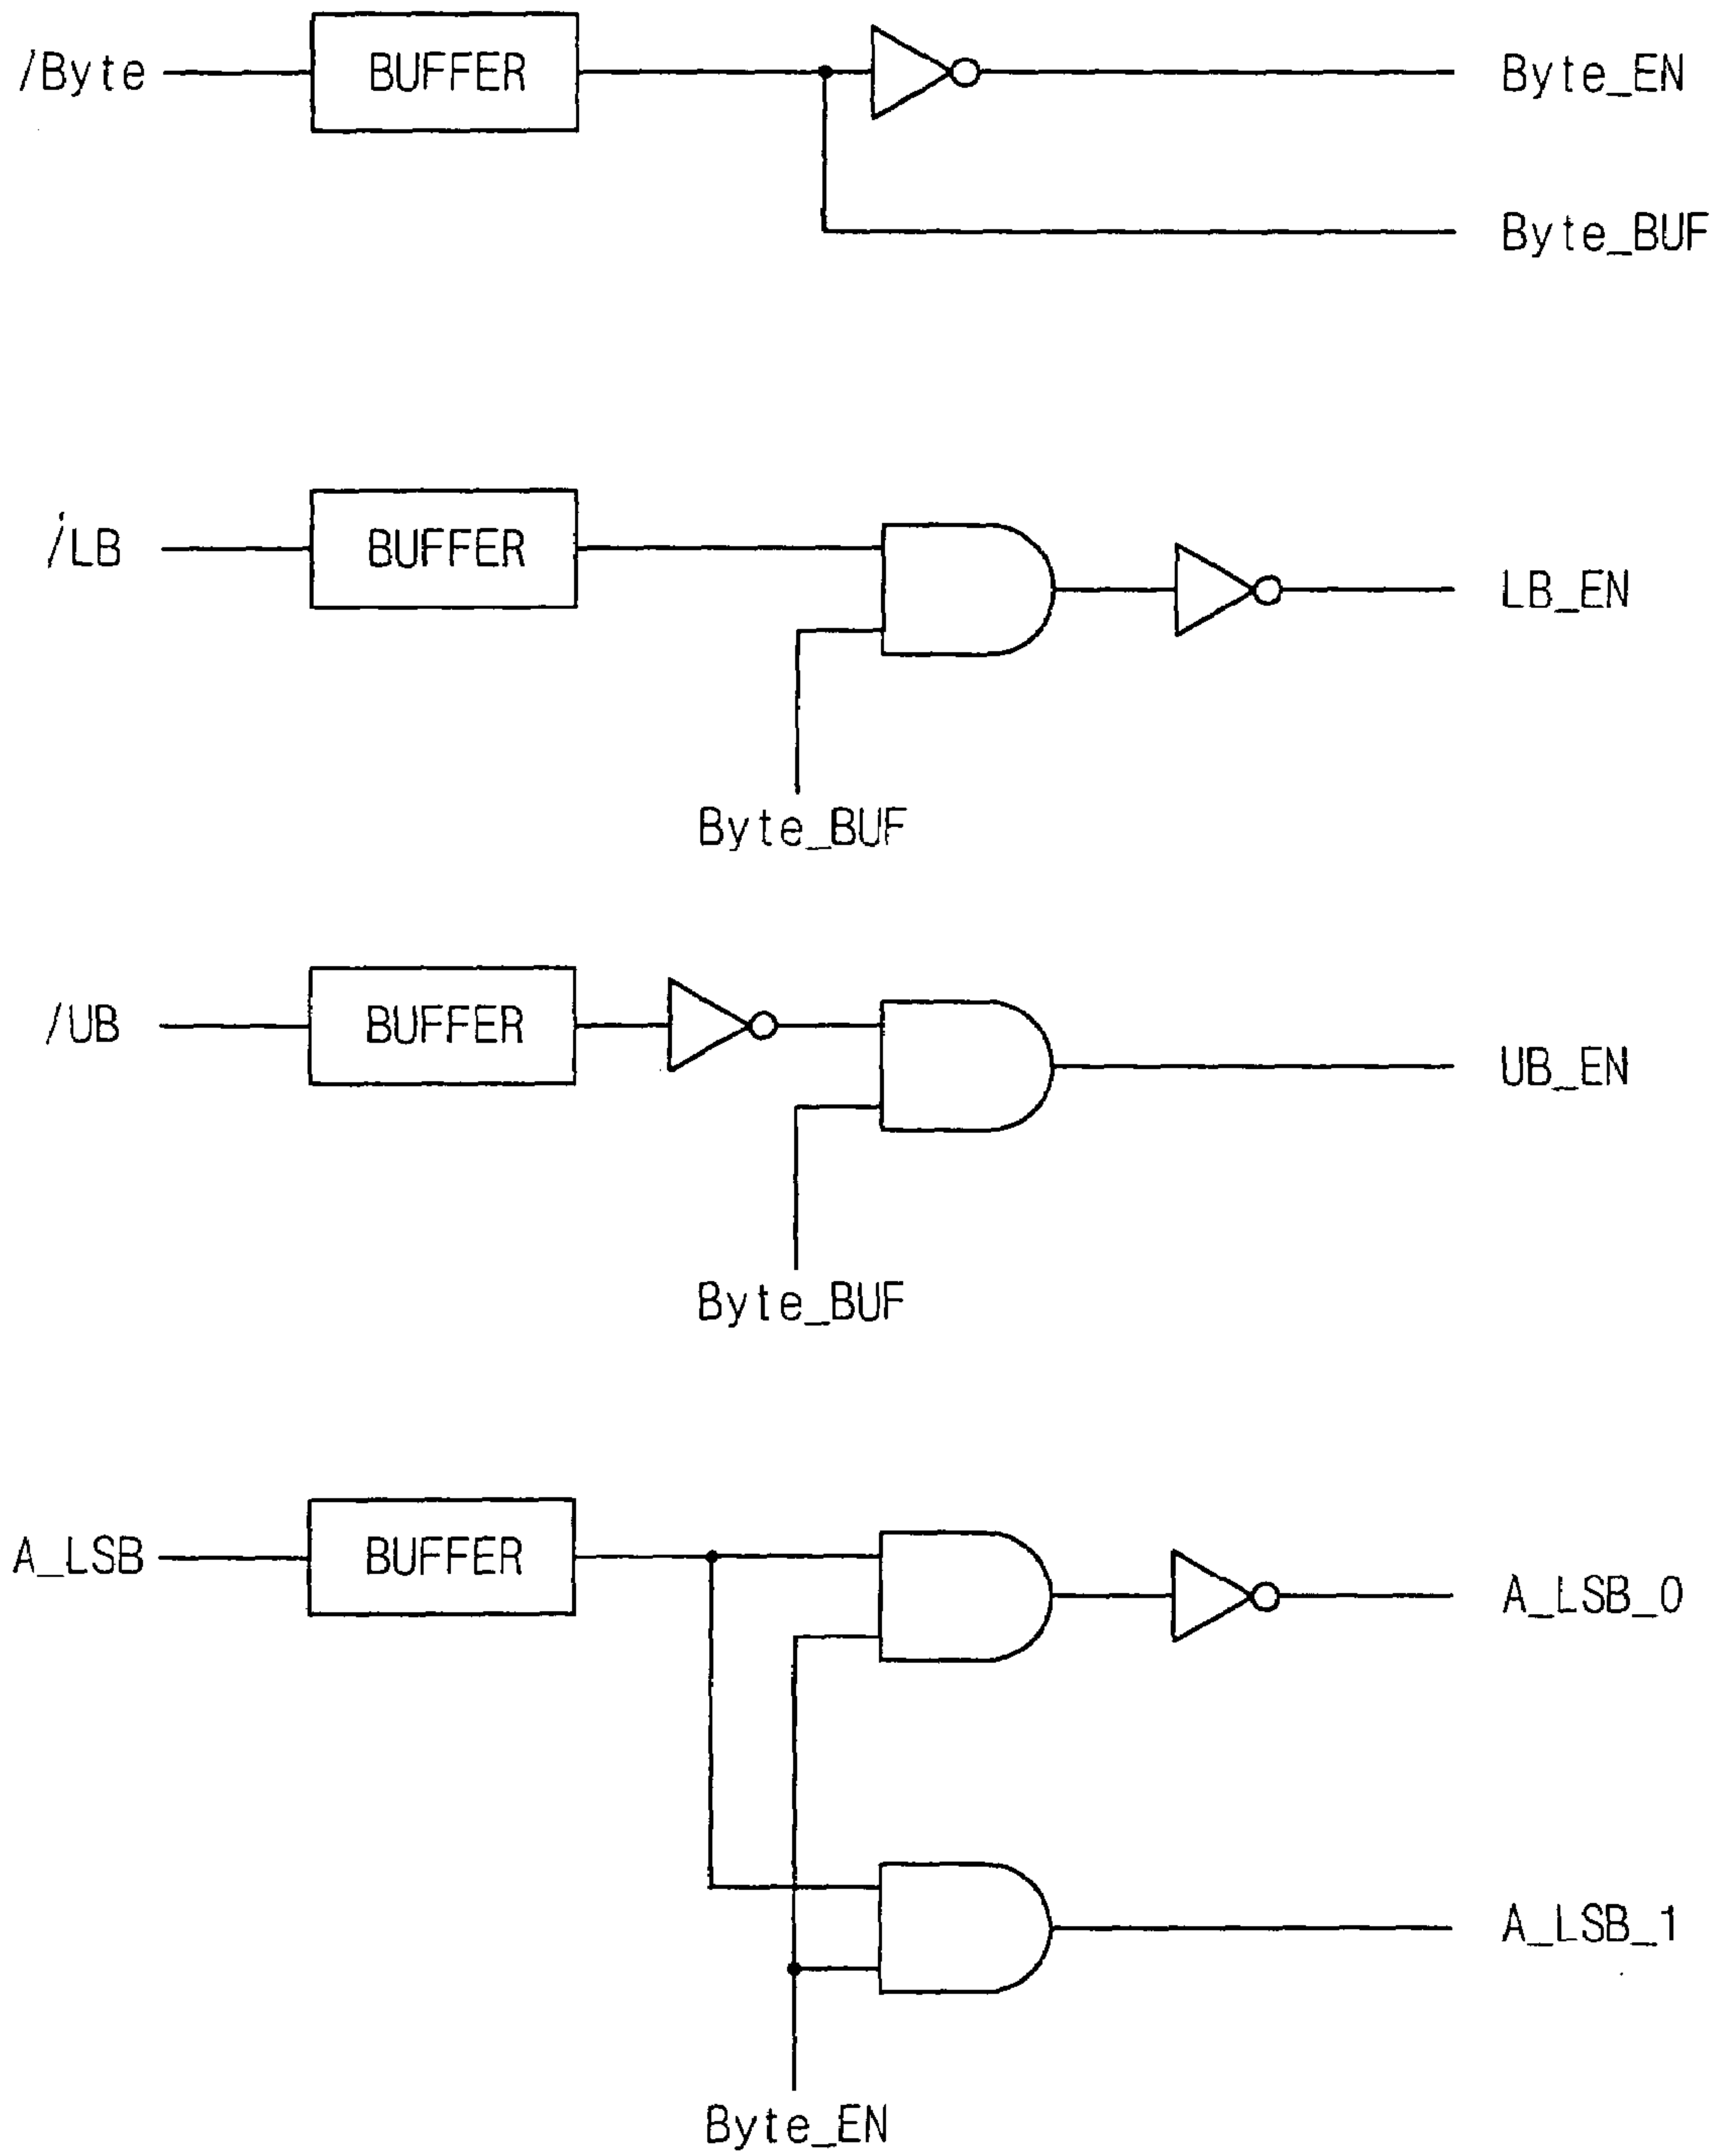 /Byte
BUFFER
Byte_EN
Byte_BUF
/LB
BUFFER
LB_EN
Byte_BUF
/UB
BUFFER
UB_EN
Byte_BUF
A_LSB
BUFFER
A_LSB_0
A_LSB_1
Byte_EN